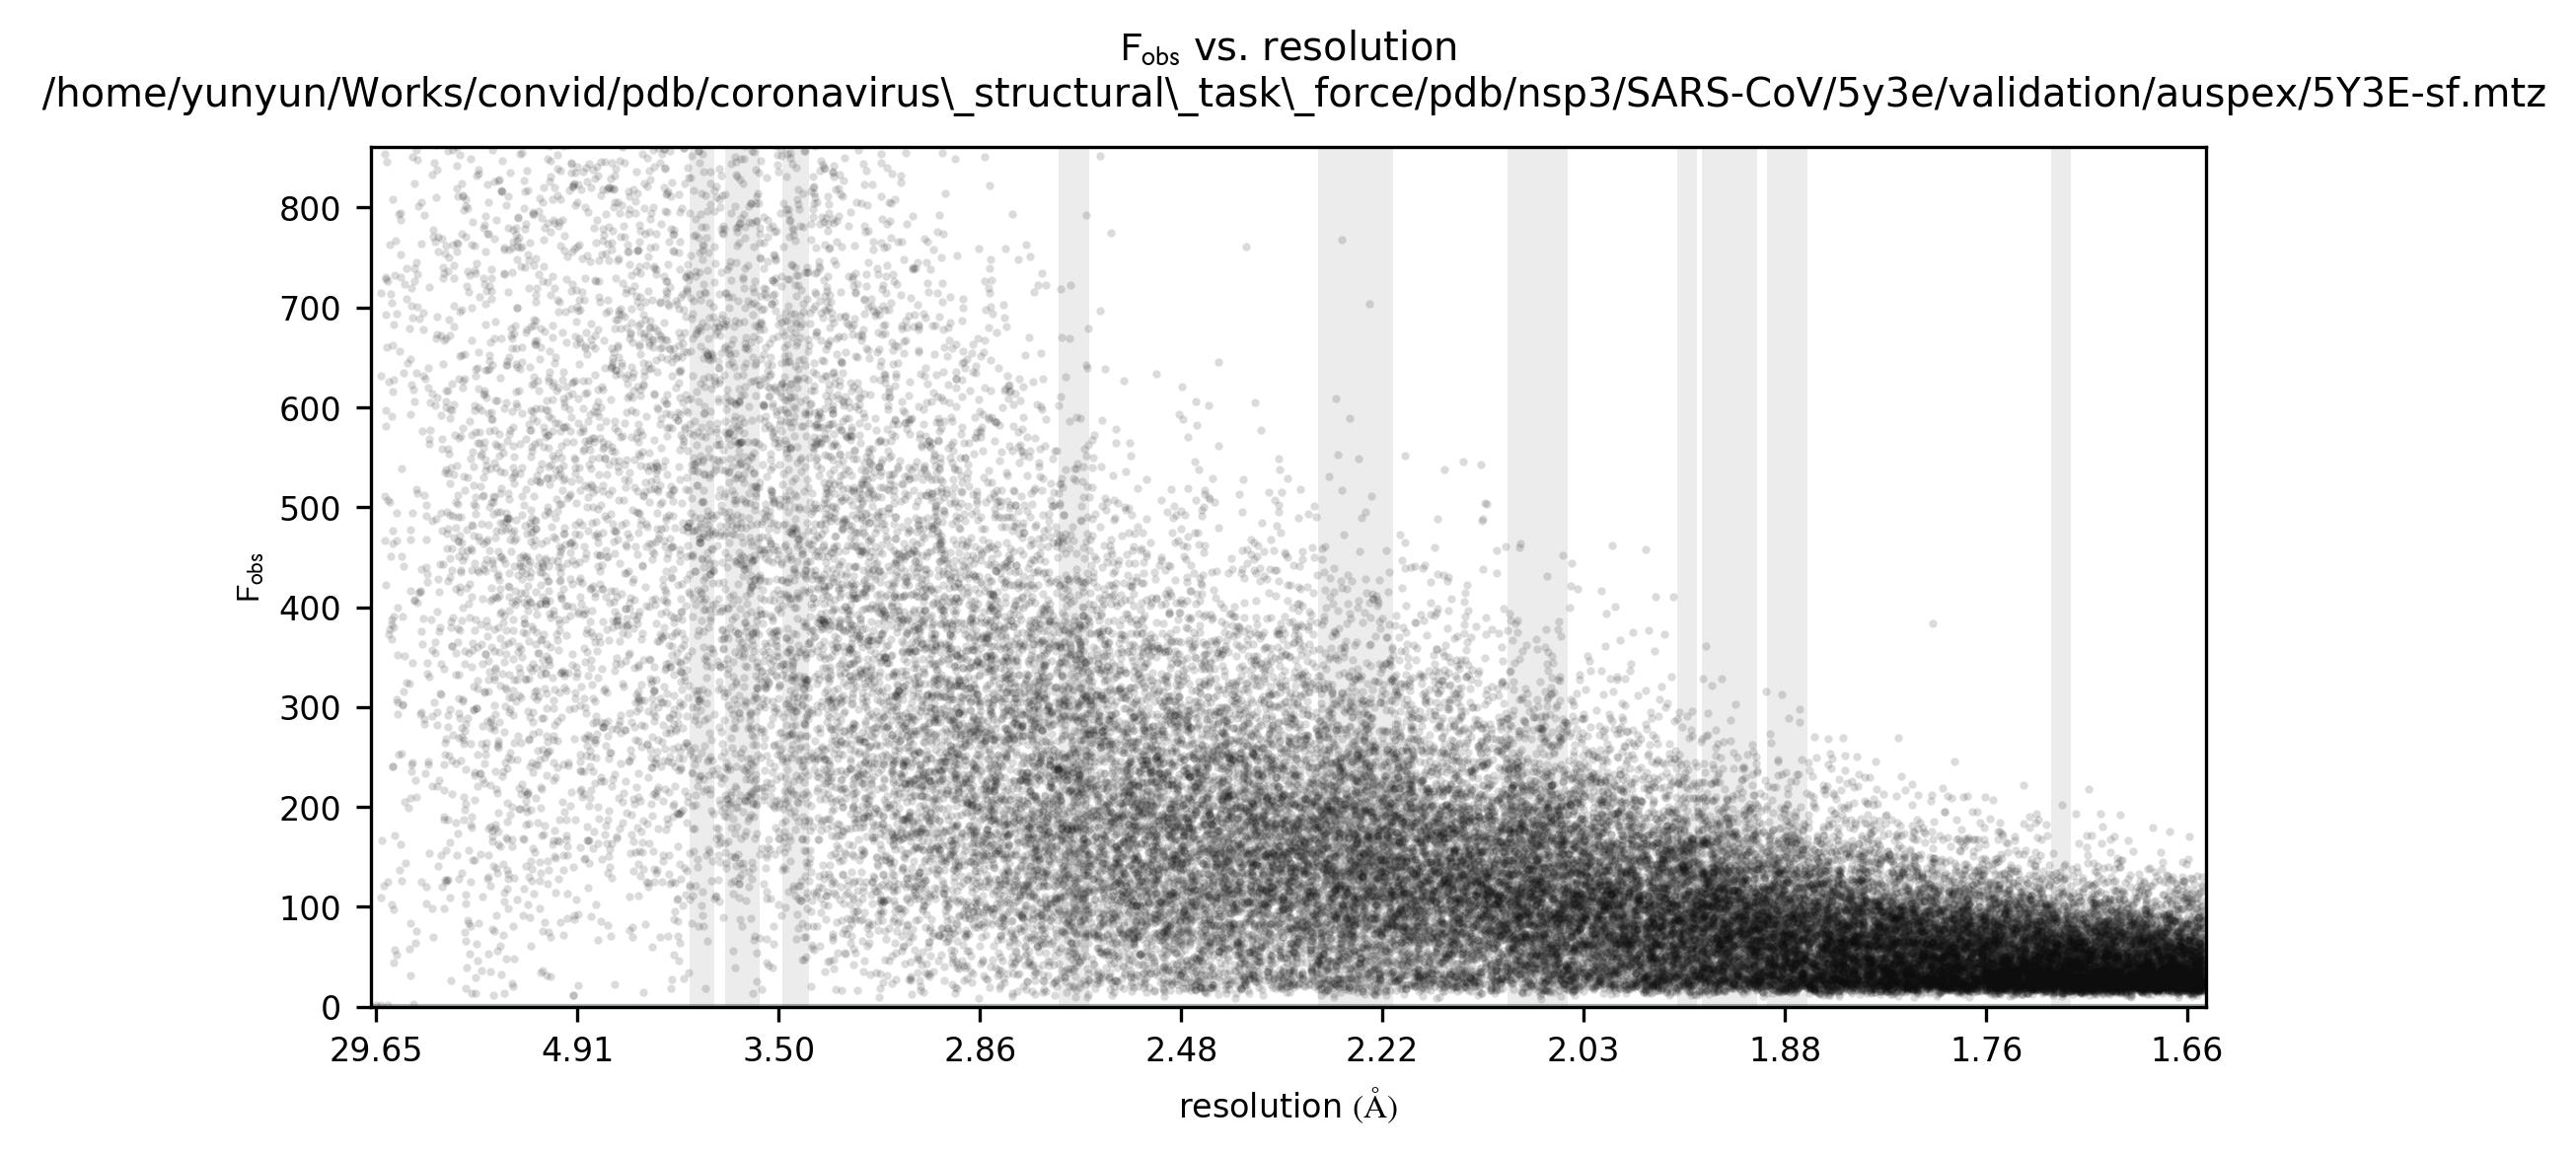 Fobs vs. resolution
/home/yunyun/Works/convid/pdb/coronavirus\_structural\_task\_force/pdb/nsp3/SARS-CoV/5y3e/validation/auspex/5Y3E-sf.mtz
800
700
600
500
400
300
200
100
0
Fobs
29.65 4.91 3.50 2.86 2.48 2.22 2.03 1.88 1.76 1.66
resolution (Å)